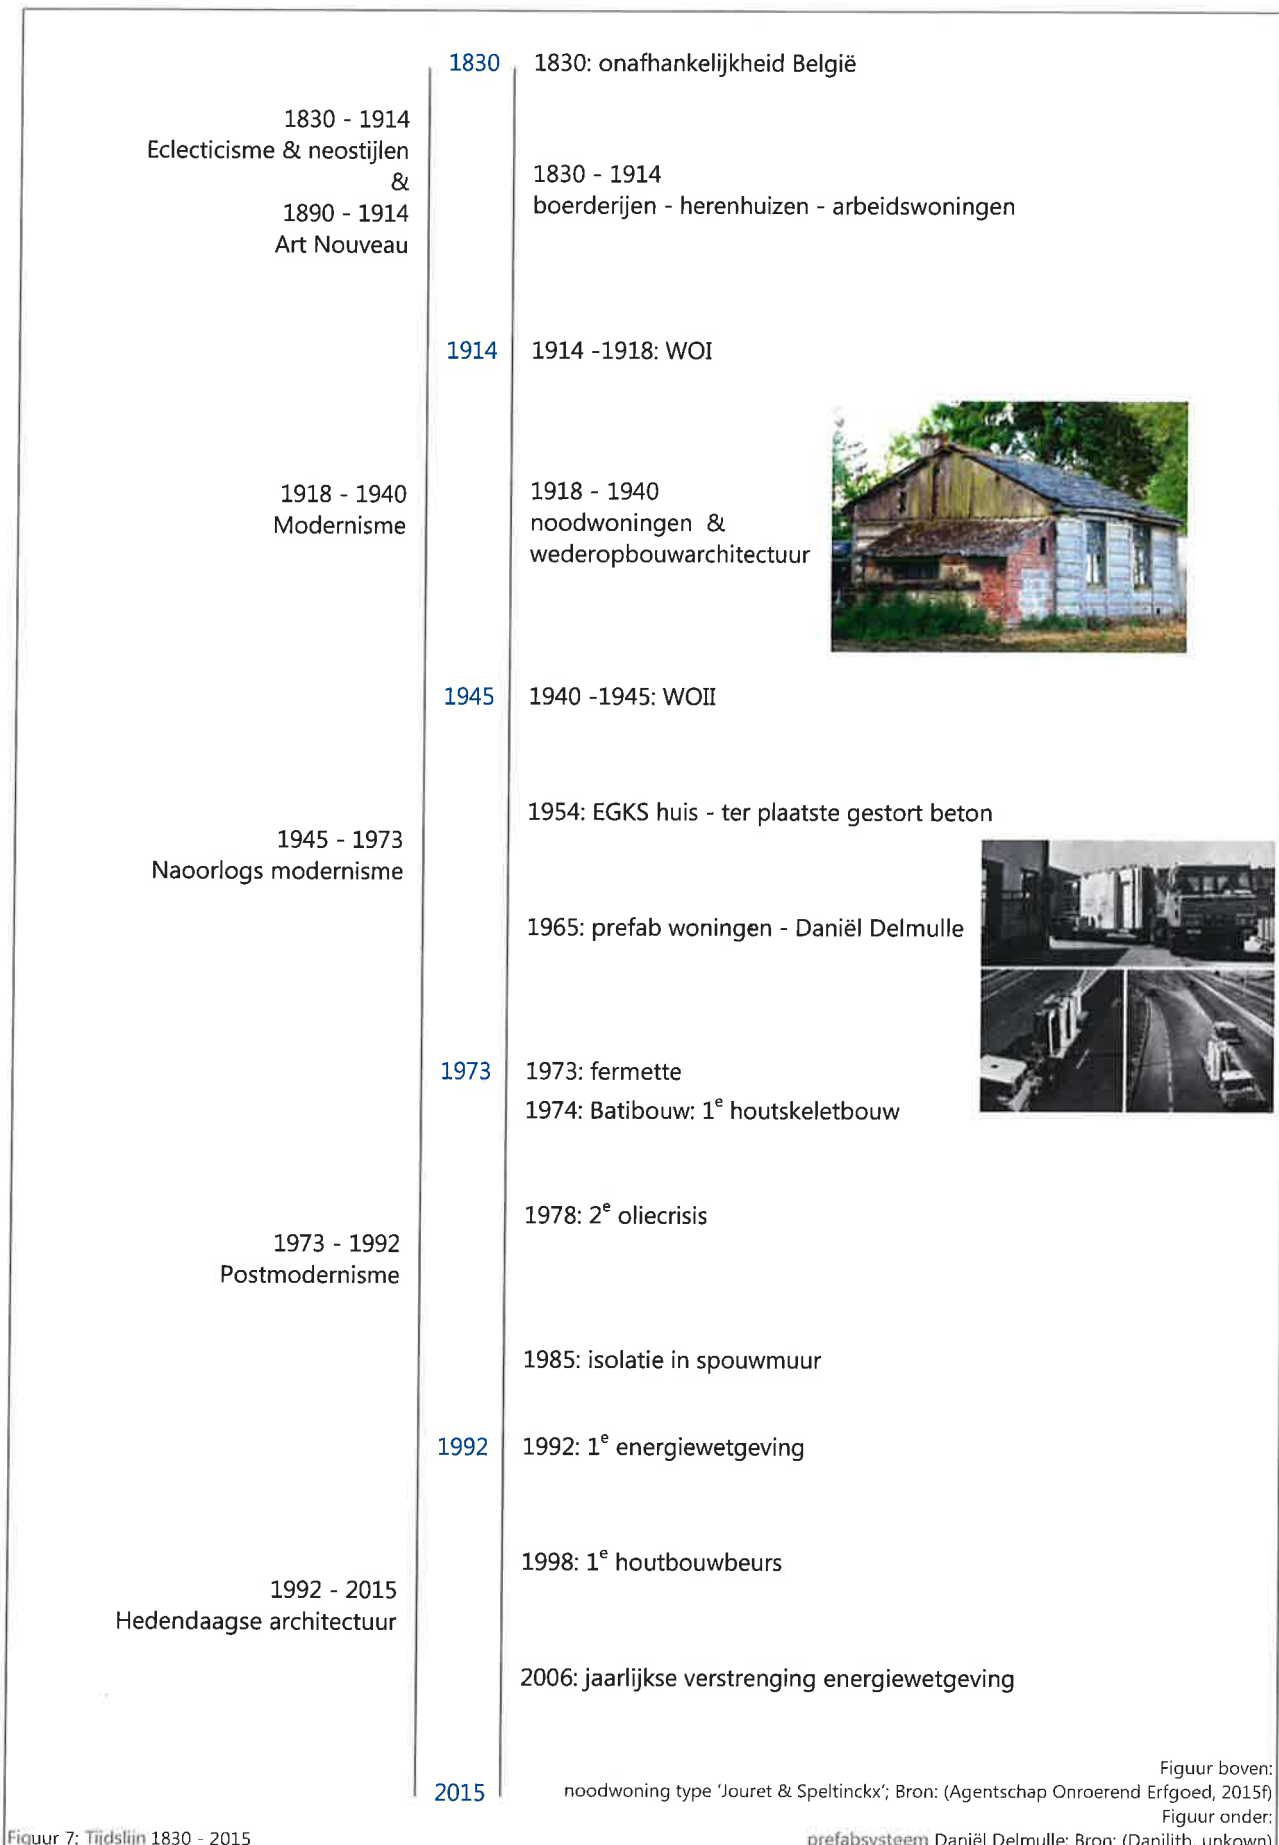 1830
1830: onafhankelijkheid België
1830 - 1914
Eclecticisme & neostijlen
&
1890 - 1914
Art Nouveau
1830 - 1914
boerderijen - herenhuizen - arbeidswoningen
1914
1914 -1918: WOI
1918 - 1940
Modernisme
1918 - 1940
noodwoningen &
wederopbouwarchitectuur
1945
1940 -1945: WOII
1954: EGKS huis - ter plaatste gestort beton
1945 - 1973
Naoorlogs modernisme
1965: prefab woningen - Daniël Delmulle
1973
1973: fermette
1974: Batibouw: 1e houtskeletbouw
1978: 2e oliecrisis
1973 - 1992
Postmodernisme
1985: isolatie in spouwmuur
1992
1992: 1e energiewetgeving
1998: 1e houtbouwbeurs
1992 - 2015
Hedendaagse architectuur
2006: jaarlijkse verstrenging energiewetgeving
2015
Figuur boven:
noodwoning type 'Jouret & Speltinckx'; Bron: (Agentschap Onroerend Erfgoed, 2015f)
Figuur onder:
prefabsysteem Daniël Delmulle; Bron: (Danilith, unkown)
Figuur 7: Tijdslijn 1830 - 2015